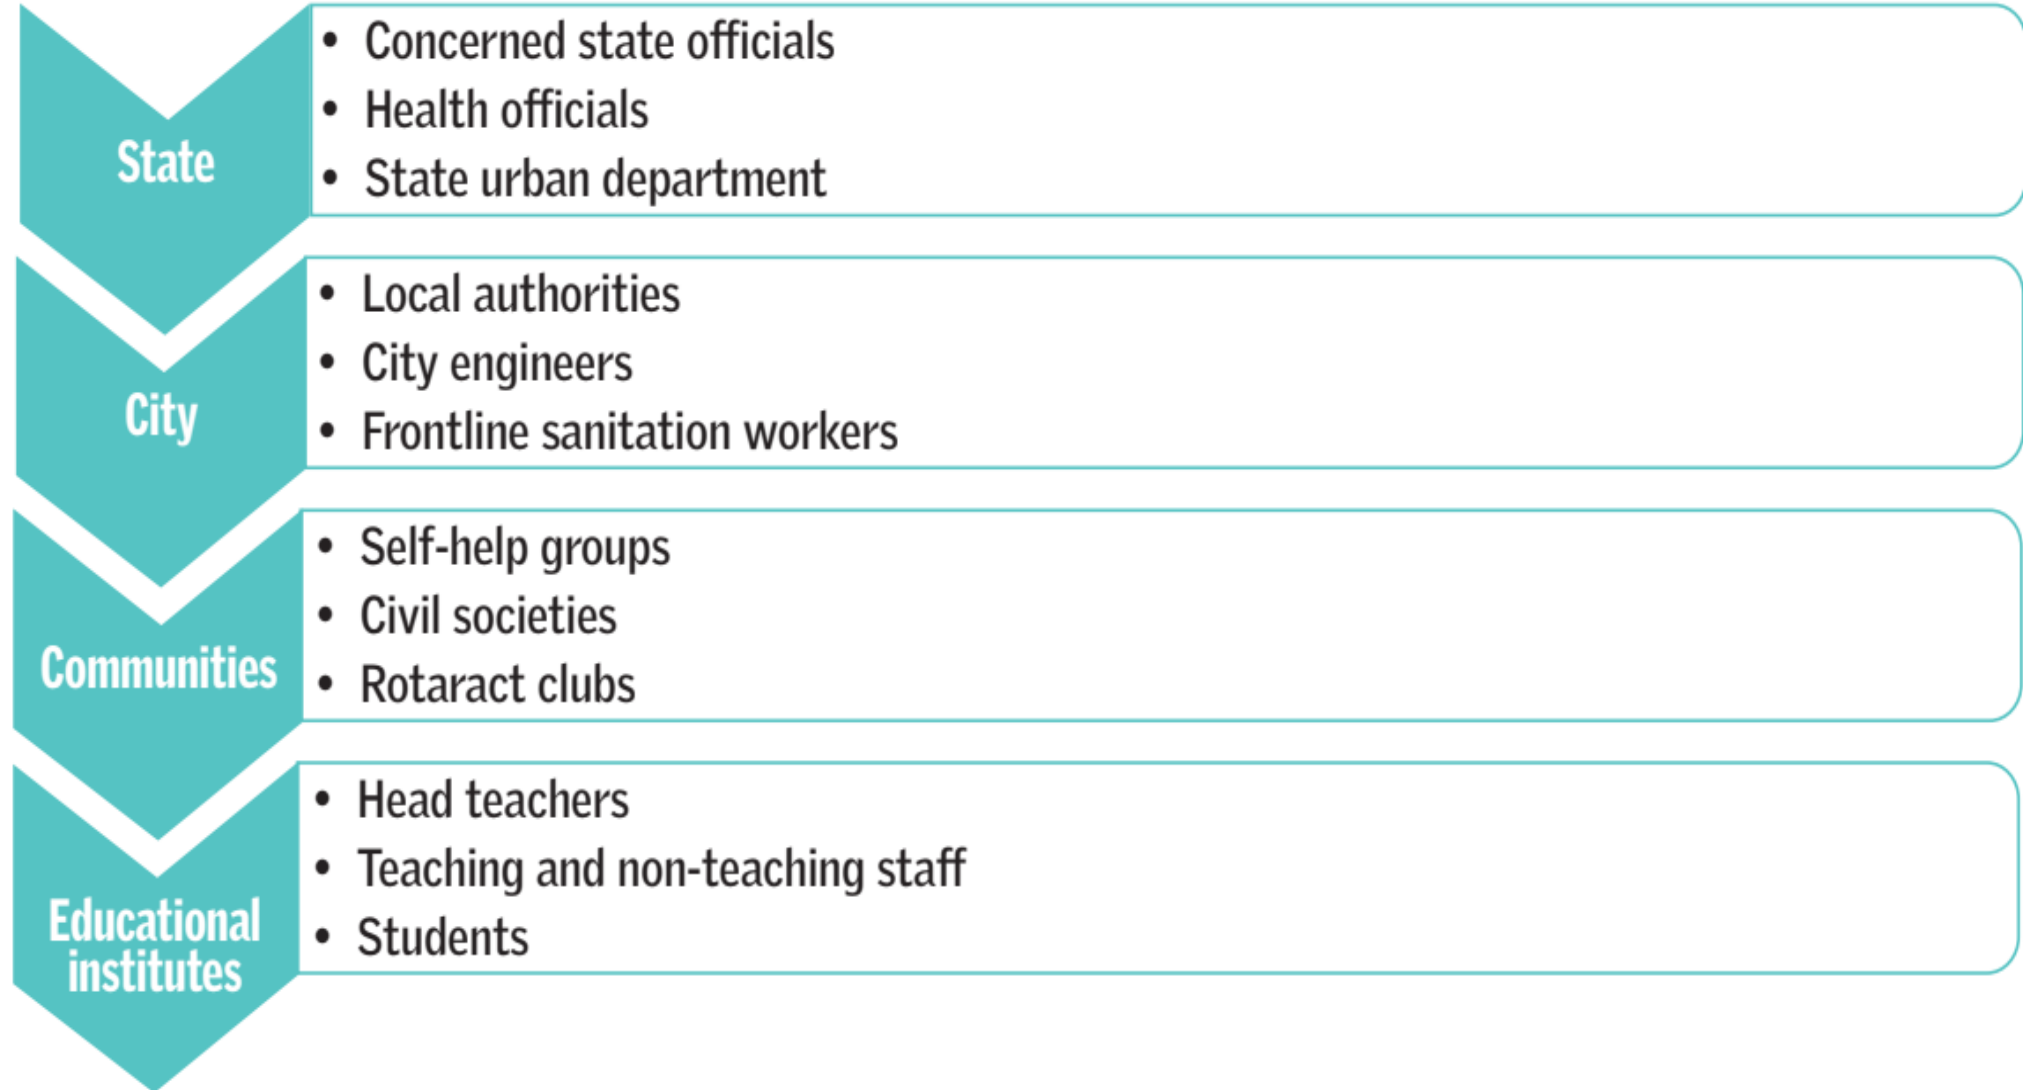 State
• Concerned state officials
• Health officials
• State urban department
City
• Local authorities
• City engineers
• Frontline sanitation workers
Communities
• Self-help groups
• Civil societies
• Rotaract clubs
Educational
institutes
• Head teachers
• Teaching and non-teaching staff
• Students